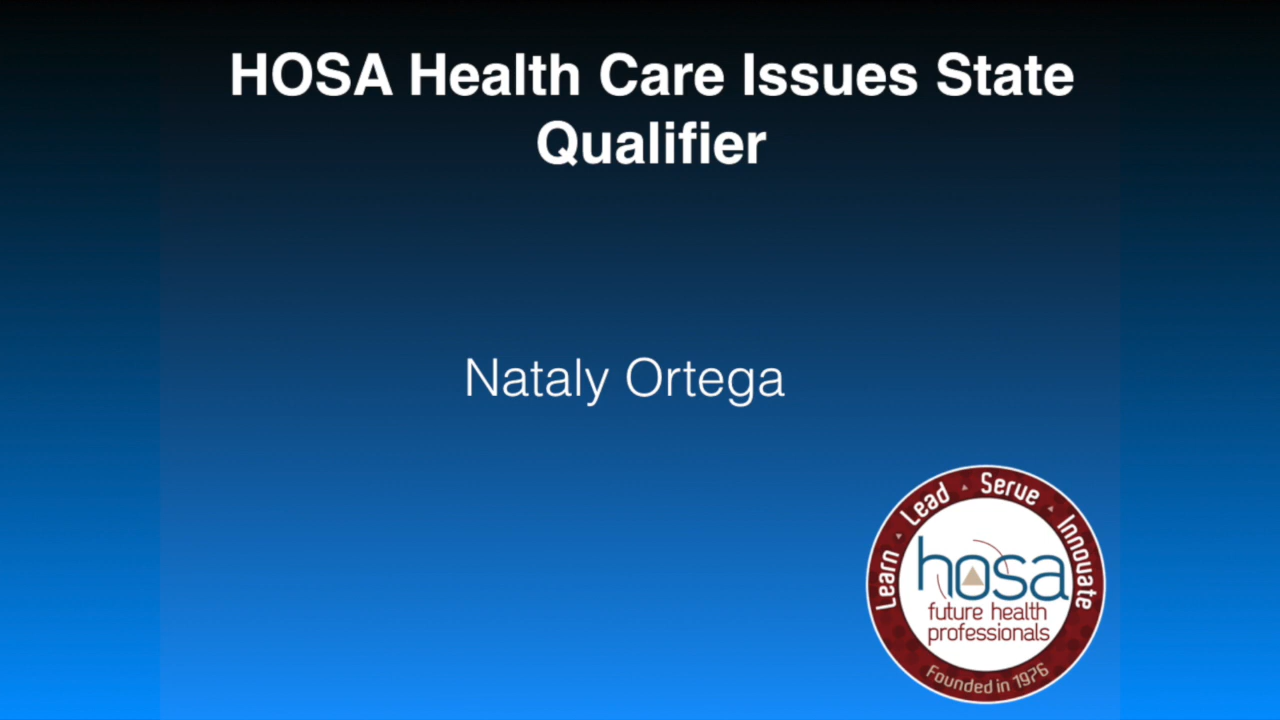 HOSA Health Care Issues State
Qualifier
Nataly Ortega
Learn Lead Serve Innovate
hosa
future health
professionals
Founded in 1976